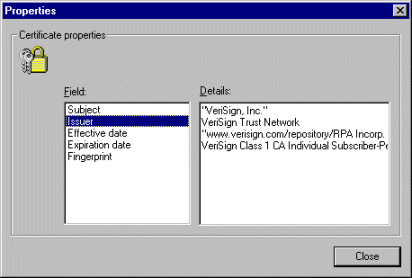 Properties
Certificate properties
Field:
Details:
Subject
Issuer
Effective date
Expiration date
Fingerprint
"VeriSign, Inc."
VeriSign Trust Network
"www.verisign.com/repository/RPA Incorp.
VeriSign Class 1 CA Individual Subscriber-Pe
Close